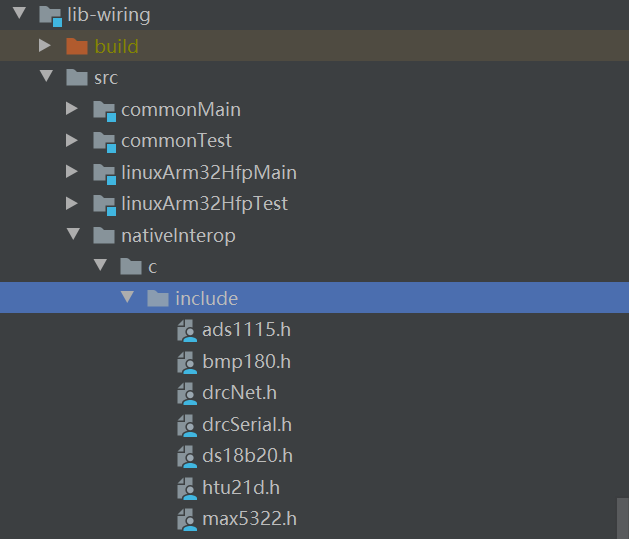 lib-wiring
build
src
commonMain
commonTest
linuxArm32HfpMain
linuxArm32HfpTest
nativeInterop
c
include
ads1115.h
bmp180.h
drcNet.h
drcSerial.h
ds18b20.h
htu21d.h
max5322.h